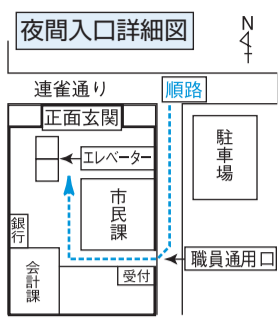 夜間入口詳細図
N
連雀通り
順路
正面玄関
エレベーター
駐車場
市民課
銀行
職員通用口
会計課
受付